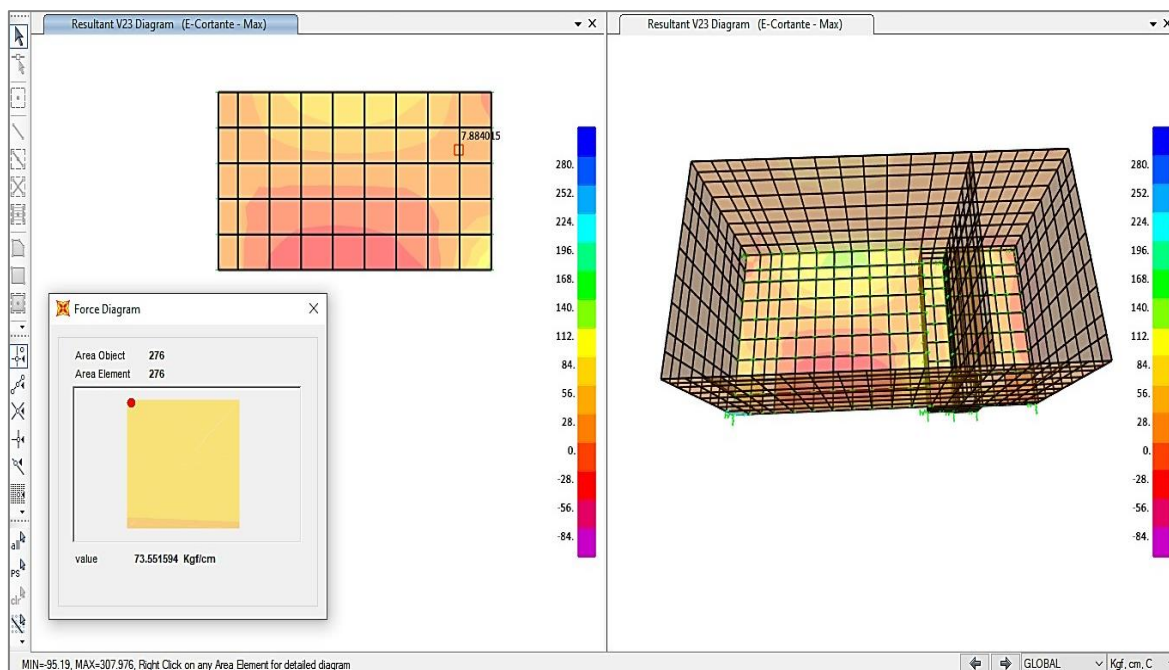 Resultant V23 Diagram (E-Cortante - Max)
Resultant V23 Diagram (E-Cortante - Max)
7.884015
280.
252.
224.
196.
168.
140.
112.
84.
56.
28.
0.
-28.
-56.
-84.
280.
252.
224.
196.
168.
140.
112.
84.
56.
28.
0.
-28.
-56.
-84.
Force Diagram
Area Object 276
Area Element 276
value 73.551594 Kgf/cm
all
PS
clr
MIN=-95.19, MAX=307.976, Right Click on any Area Element for detailed diagram
GLOBAL
Kgf, cm, C